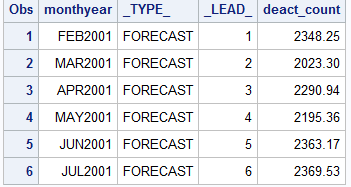 Obs monthyear _TYPE_ _LEAD_ deact_count
1 FEB2001 FORECAST 1 2348.25
2 MAR2001 FORECAST 2 2023.30
3 APR2001 FORECAST 3 2290.94
4 MAY2001 FORECAST 4 2195.36
5 JUN2001 FORECAST 5 2363.17
6 JUL2001 FORECAST 6 2369.53